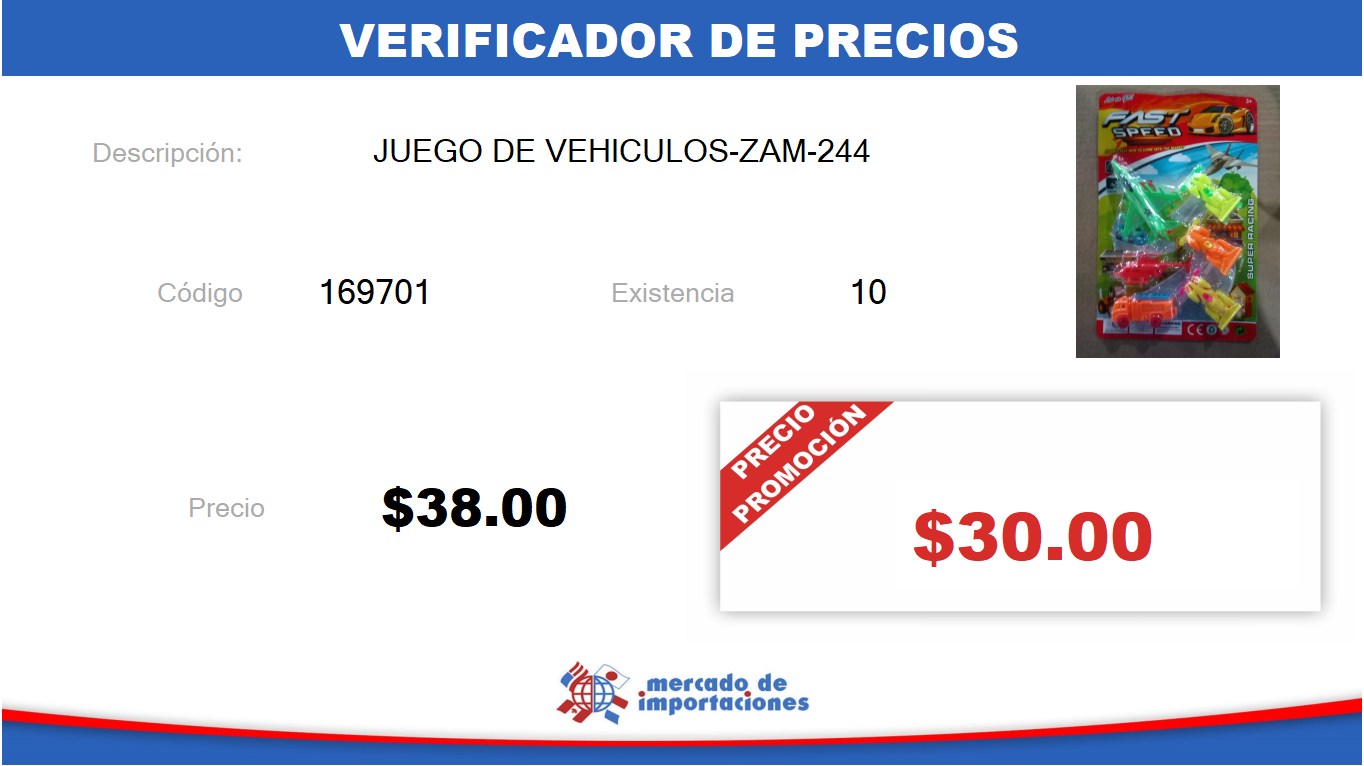 VERIFICADOR DE PRECIOS
Descripción:
JUEGO DE VEHICULOS-ZAM-244
FAST
SPEED
SUPER RACING
Código
169701
Existencia
10
Precio
$38.00
PRECIO
PROMOCIÓN
$30.00
mercado de
importaciones